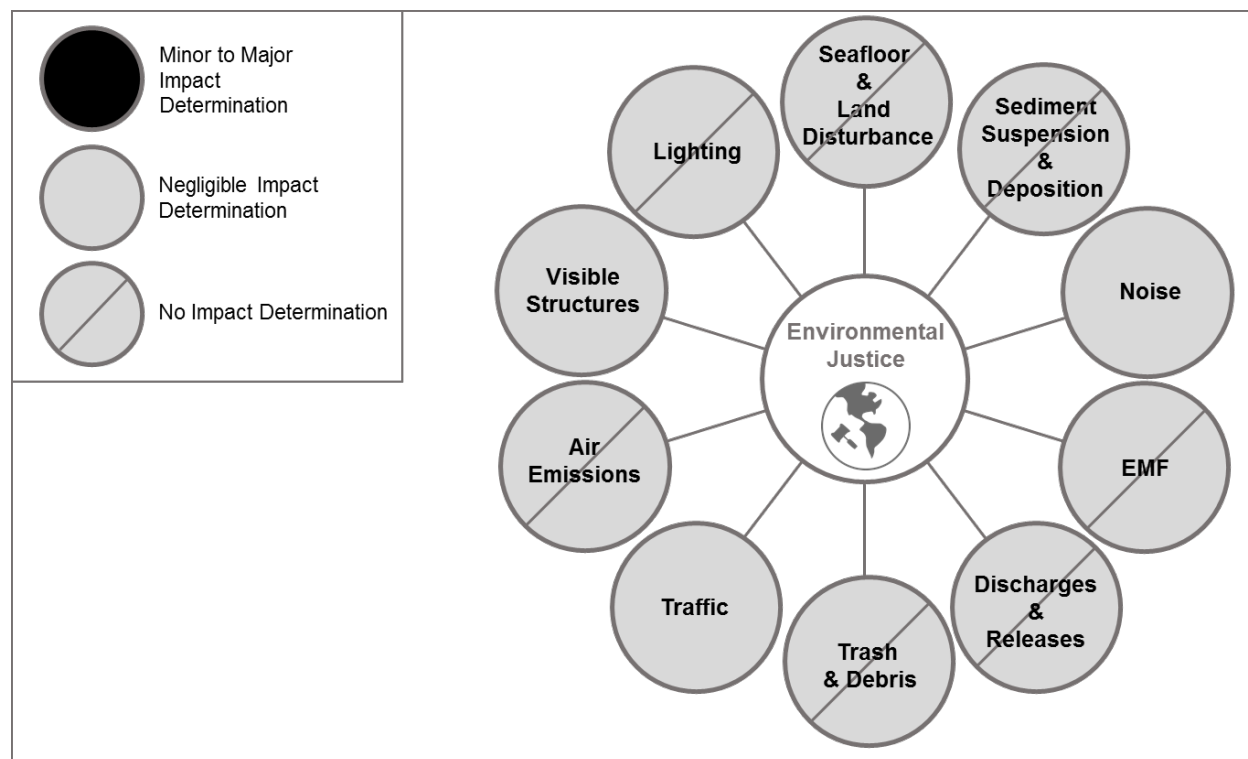 Minor to Major
Impact
Determination
Negligible Impact
Determination
No Impact Determination
Seafloor
&
Land
Disturbance
Sediment
Suspension
&
Deposition
Noise
EMF
Discharges
&
Releases
Trash
& Debris
Traffic
Air
Emissions
Visible
Structures
Lighting
Environmental
Justice